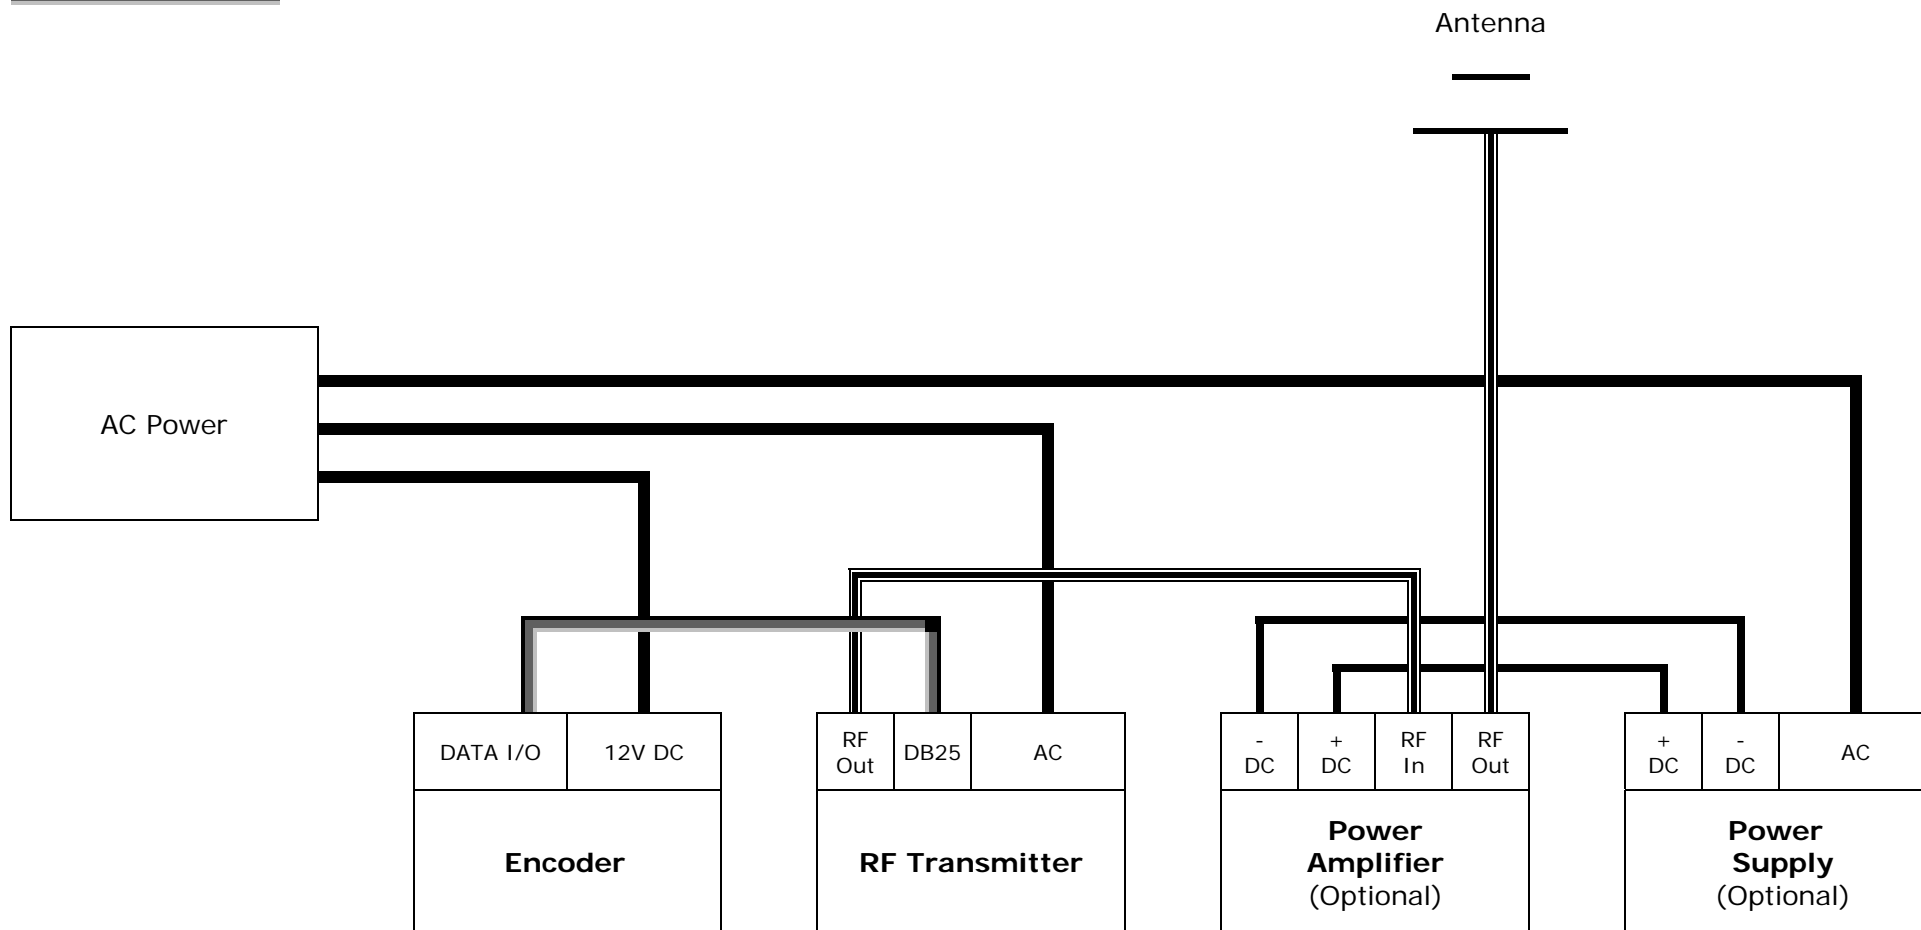 Antenna
AC Power
DATA I/O
12V DC
RF
Out
DB25
AC
-
DC
+
DC
RF
In
RF
Out
+
DC
-
DC
AC
Encoder
RF Transmitter
Power
Amplifier
(Optional)
Power
Supply
(Optional)